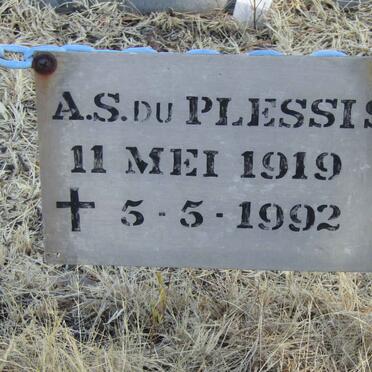 A.S. DU PLESSIS
11 MEI 1919
✝ 5-5-1992